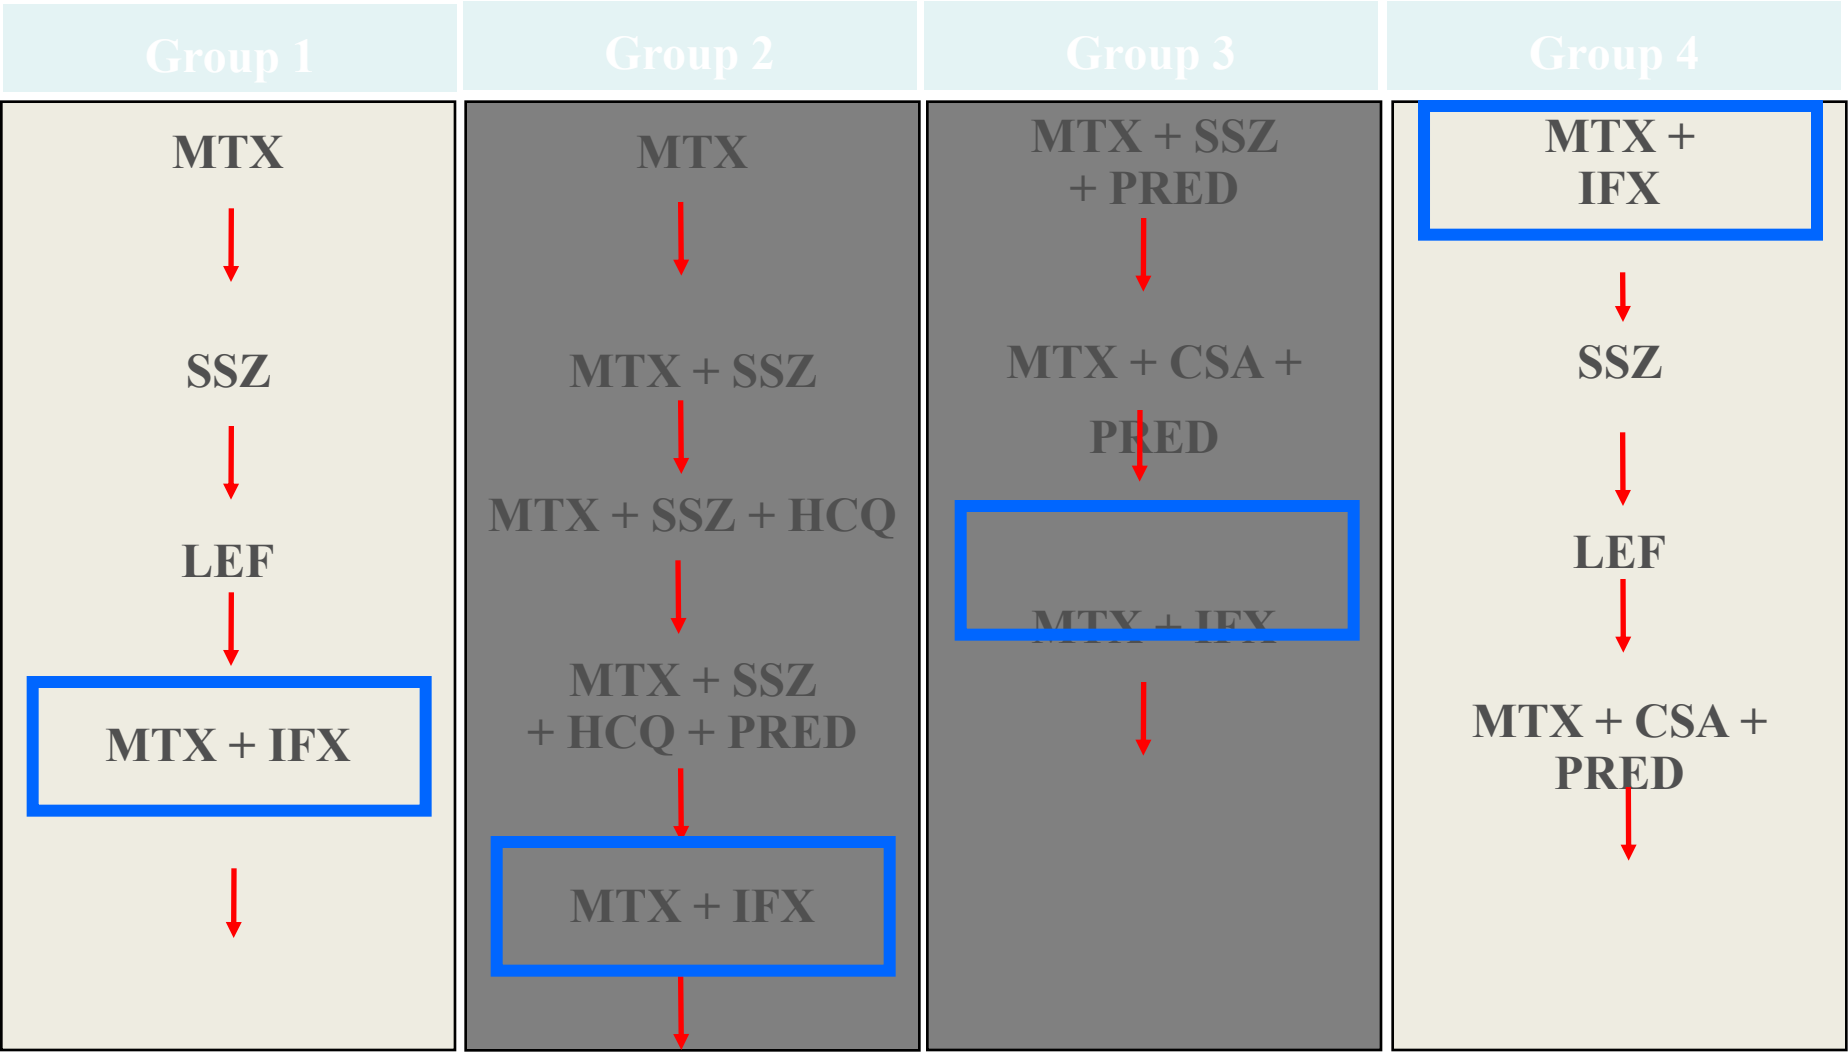 Group 1
MTX
SSZ
LEF
MTX + IFX
Group 2
MTX
MTX + SSZ
MTX + SSZ + HCQ
MTX + SSZ
+ HCQ + PRED
MTX + IFX
Group 3
MTX + SSZ
+ PRED
MTX + CSA +
PRED
MTX + IFX
Group 4
MTX +
IFX
SSZ
LEF
MTX + CSA +
PRED